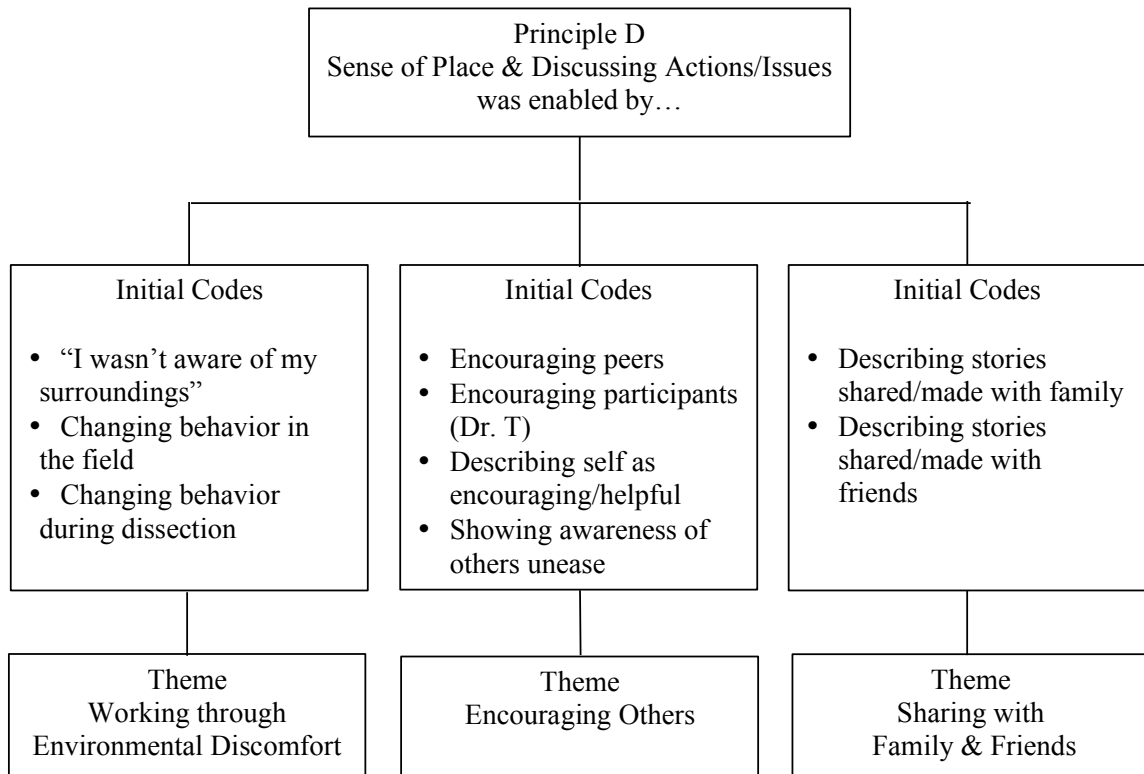 Principle D
Sense of Place & Discussing Actions/Issues
was enabled by…
Initial Codes
• “I wasn’t aware of my
surroundings”
• Changing behavior in
the field
• Changing behavior
during dissection
Initial Codes
• Encouraging peers
• Encouraging participants
(Dr. T)
• Describing self as
encouraging/helpful
• Showing awareness of
others unease
Initial Codes
• Describing stories
shared/made with family
• Describing stories
shared/made with
friends
Theme
Working through
Environmental Discomfort
Theme
Encouraging Others
Theme
Sharing with
Family & Friends